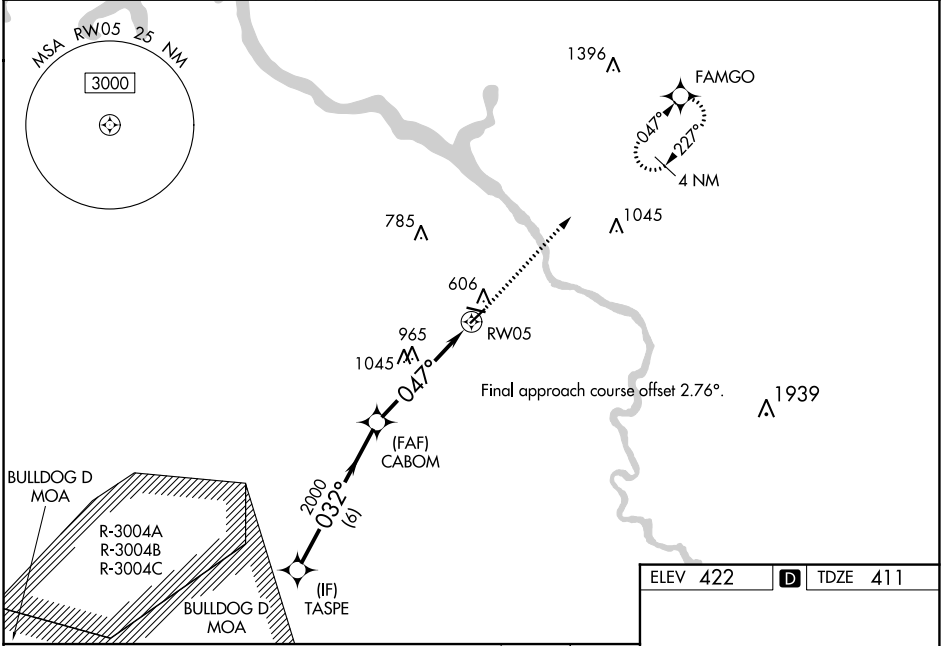 MSA RW05 25 NM
3000
1396
FAMGO
047°
227°
4 NM
785
1045
606
RW05
965
1045
047°
Final approach course offset 2.76°.
1939
(FAF)
CABOM
2000
032°
(6)
BULLDOG D
MOA
R-3004A
R-3004B
R-3004C
(IF)
TASPE
BULLDOG D
MOA
ELEV 422 D TDZE 411